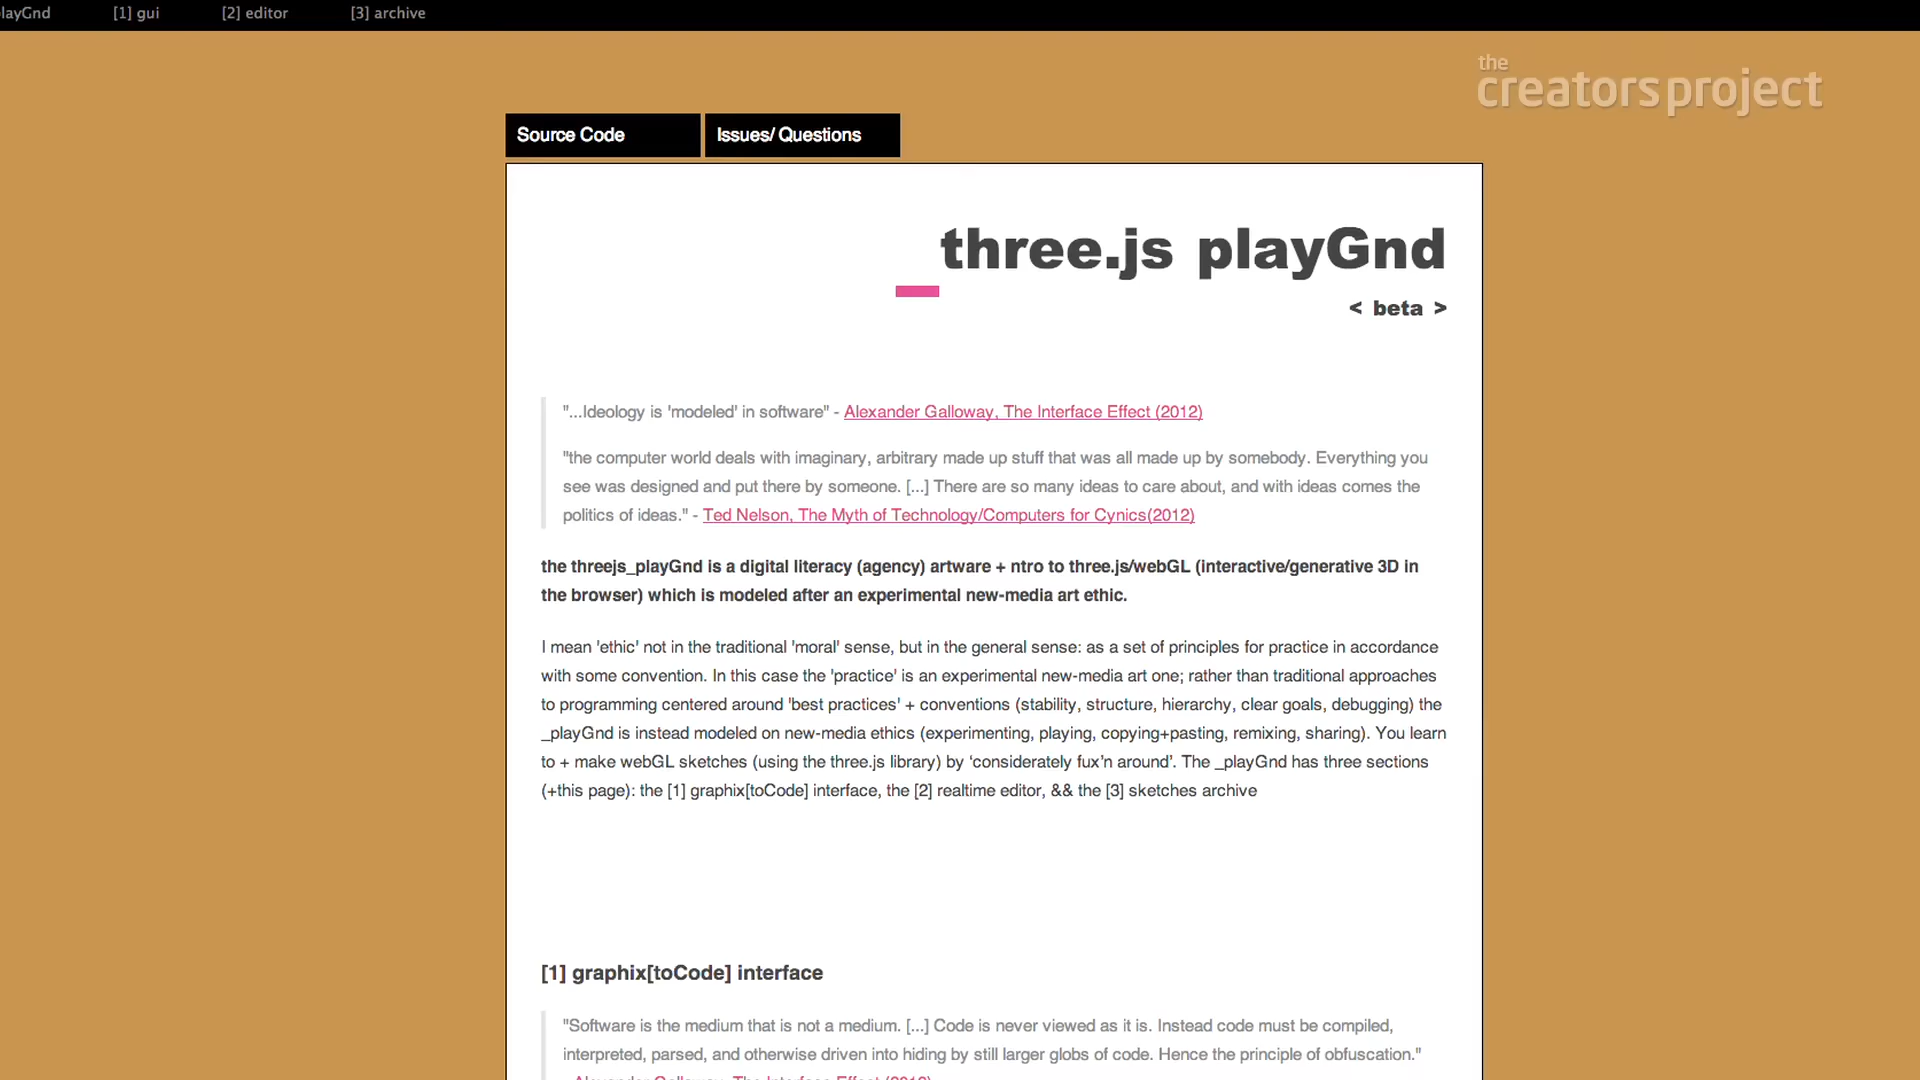 [1] gui [2] editor [3] archive
the
creatorsproject
Source Code Issues/ Questions
three.js playGnd
< beta >
"...Ideology is 'modeled' in software" - Alexander Galloway, The Interface Effect (2012)
"the computer world deals with imaginary, arbitrary made up stuff that was all made up by somebody. Everything you
see was designed and put there by someone. [...] There are so many ideas to care about, and with ideas comes the
politics of ideas." - Ted Nelson, The Myth of Technology/Computers for Cynics(2012)
the threejs_playGnd is a digital literacy (agency) artware + ntro to three.js/webGL (interactive/generative 3D in
the browser) which is modeled after an experimental new-media art ethic.
I mean 'ethic' not in the traditional 'moral' sense, but in the general sense: as a set of principles for practice in accordance
with some convention. In this case the 'practice' is an experimental new-media art one; rather than traditional approaches
to programming centered around 'best practices' + conventions (stability, structure, hierarchy, clear goals, debugging) the
_playGnd is instead modeled on new-media ethics (experimenting, playing, copying+pasting, remixing, sharing). You learn
to + make webGL sketches (using the three.js library) by ‘considerately fux’n around’. The _playGnd has three sections
(+this page): the [1] graphix[toCode] interface, the [2] realtime editor, && the [3] sketches archive
[1] graphix[toCode] interface
"Software is the medium that is not a medium. [...] Code is never viewed as it is. Instead code must be compiled,
interpreted, parsed, and otherwise driven into hiding by still larger globs of code. Hence the principle of obfuscation."
- Alexander Galloway, The Interface Effect (2012)